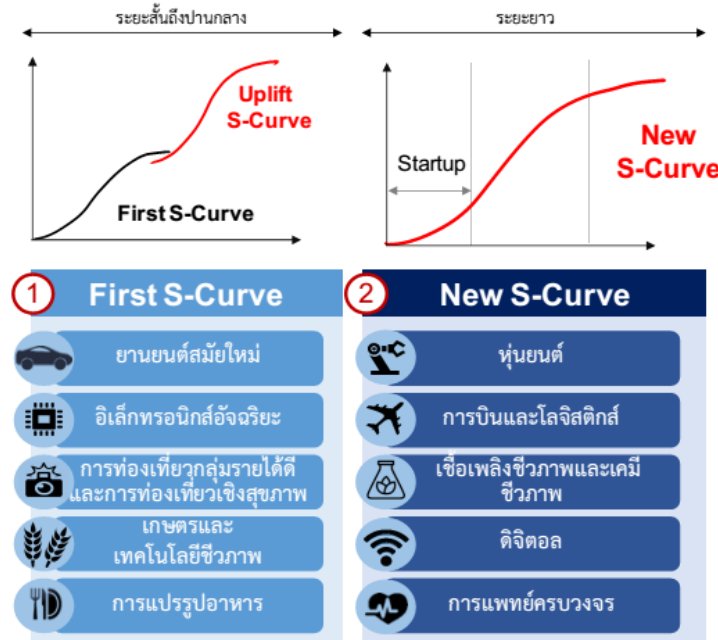 ระยะสั้นถึงปานกลาง
ระยะยาว
Uplift
S-Curve
First S-Curve
Startup
New
S-Curve
1 First S-Curve
ยานยนต์สมัยใหม่
อิเล็กทรอนิกส์อัจฉริยะ
การท่องเที่ยวกลุ่มรายได้ดี
และการท่องเที่ยวเชิงสุขภาพ
เกษตรและ
เทคโนโลยีชีวภาพ
การแปรรูปอาหาร
2 New S-Curve
หุ่นยนต์
การบินและโลจิสติกส์
เชื้อเพลิงชีวภาพและเคมี
ชีวภาพ
ดิจิตอล
การแพทย์ครบวงจร